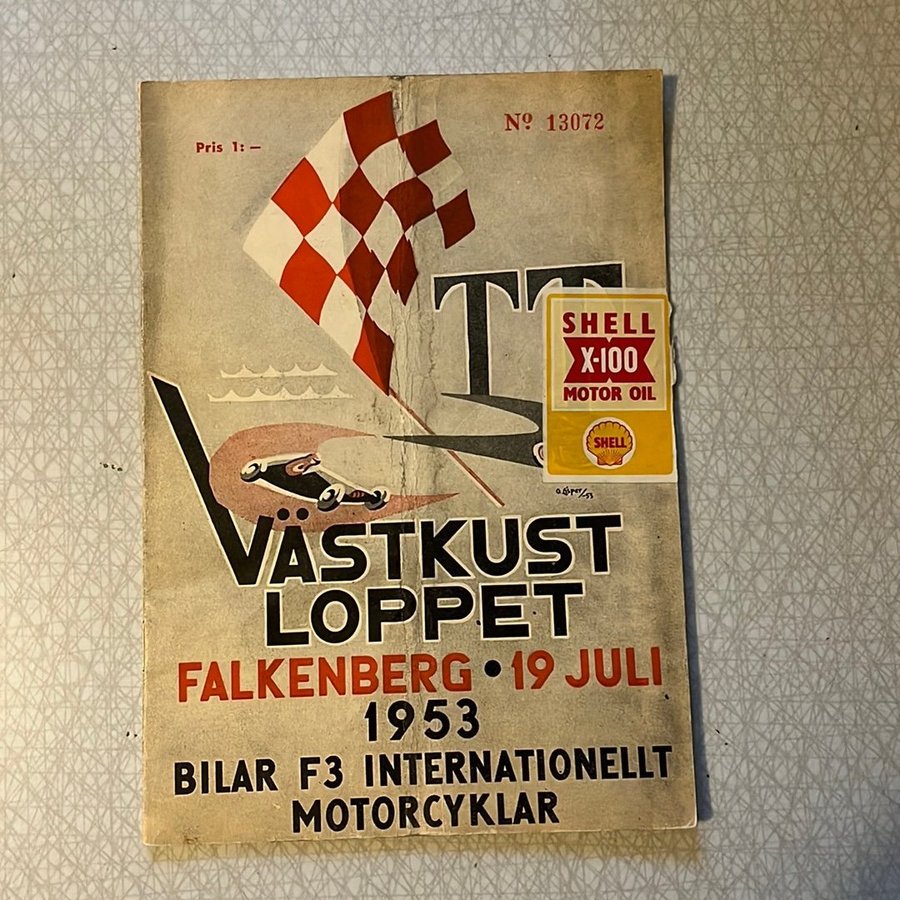 Nº 13072
Pris 1: —
TT
SHELL
X-100
MOTOR OIL
SHELL
VÄSTKUST
LOPPET
FALKENBERG • 19 JULI
1953
BILAR F3 INTERNATIONELLT
MOTORCYKLAR